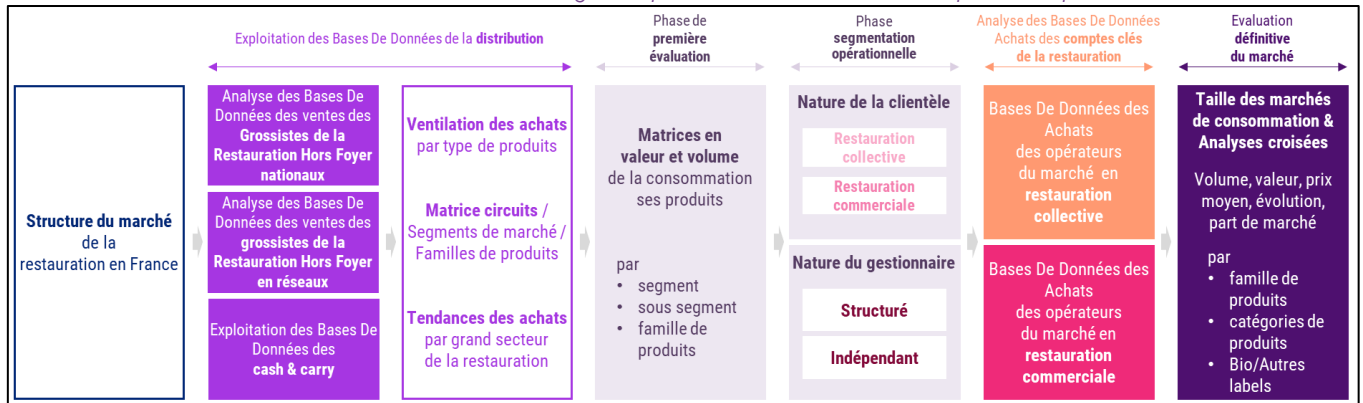 Exploitation des Bases De Données de la distribution
Phase de
première
évaluation
Phase
segmentation
opérationnelle
Analyse des Bases De Données
Achats des comptes clés
de la restauration
Evaluation
définitive
du marché
Structure du marché
de la
restauration en France
Analyse des Bases De
Données des ventes des
Grossistes de la
Restauration Hors Foyer
nationaux
Analyse des Bases De
Données des ventes des
grossistes de la
Restauration Hors Foyer
en réseaux
Exploitation des Bases De
Données des
cash & carry
Ventilation des achats
par type de produits
Matrice circuits /
Segments de marché /
Familles de produits
Tendances des achats
par grand secteur
de la restauration
Matrices en
valeur et volume
de la consommation
ses produits
par
• segment
• sous segment
• famille de
produits
Nature de la clientèle
Restauration
collective
Restauration
commerciale
Nature du gestionnaire
Structuré
Indépendant
Bases De Données des
Achats
des opérateurs
du marché en
restauration
collective
Bases De Données des
Achats
des opérateurs
du marché en
restauration
commerciale
Taille des marchés
de consommation &
Analyses croisées
Volume, valeur, prix
moyen, évolution,
part de marché
par
• famille de
produits
• catégories de
produits
• Bio/Autres
labels